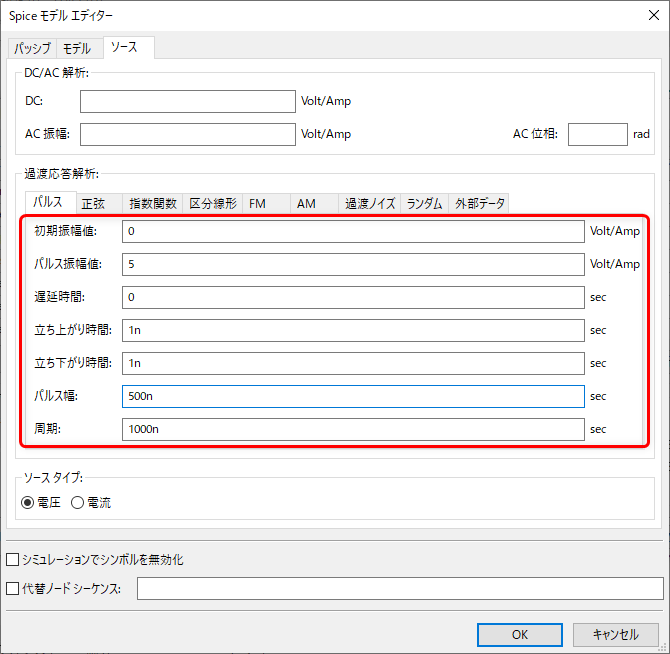 Spice モデル エディター
パッシブ モデル ソース
DC/AC 解析:
DC: Volt/Amp
AC 振幅: Volt/Amp AC 位相: rad
過渡応答解析:
パルス 正弦 指数関数 区分線形 FM AM 過渡ノイズ ランダム 外部データ
初期振幅値: 0 Volt/Amp
パルス振幅値: 5 Volt/Amp
遅延時間: 0 sec
立ち上がり時間: 1n sec
立ち下がり時間: 1n sec
パルス幅: 500n sec
周期: 1000n sec
ソース タイプ:
電圧 電流
シミュレーションでシンボルを無効化
代替ノード シーケンス:
OK キャンセル